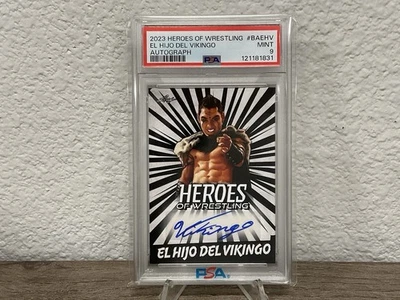 2023 HEROES OF WRESTLING #BAEHV
EL HIJO DEL VIKINGO MINT
AUTOGRAPH 9
PSA 121181831
HEROES
OF WRESTLING
Vikingo
EL HIJO DEL VIKINGO
PSA